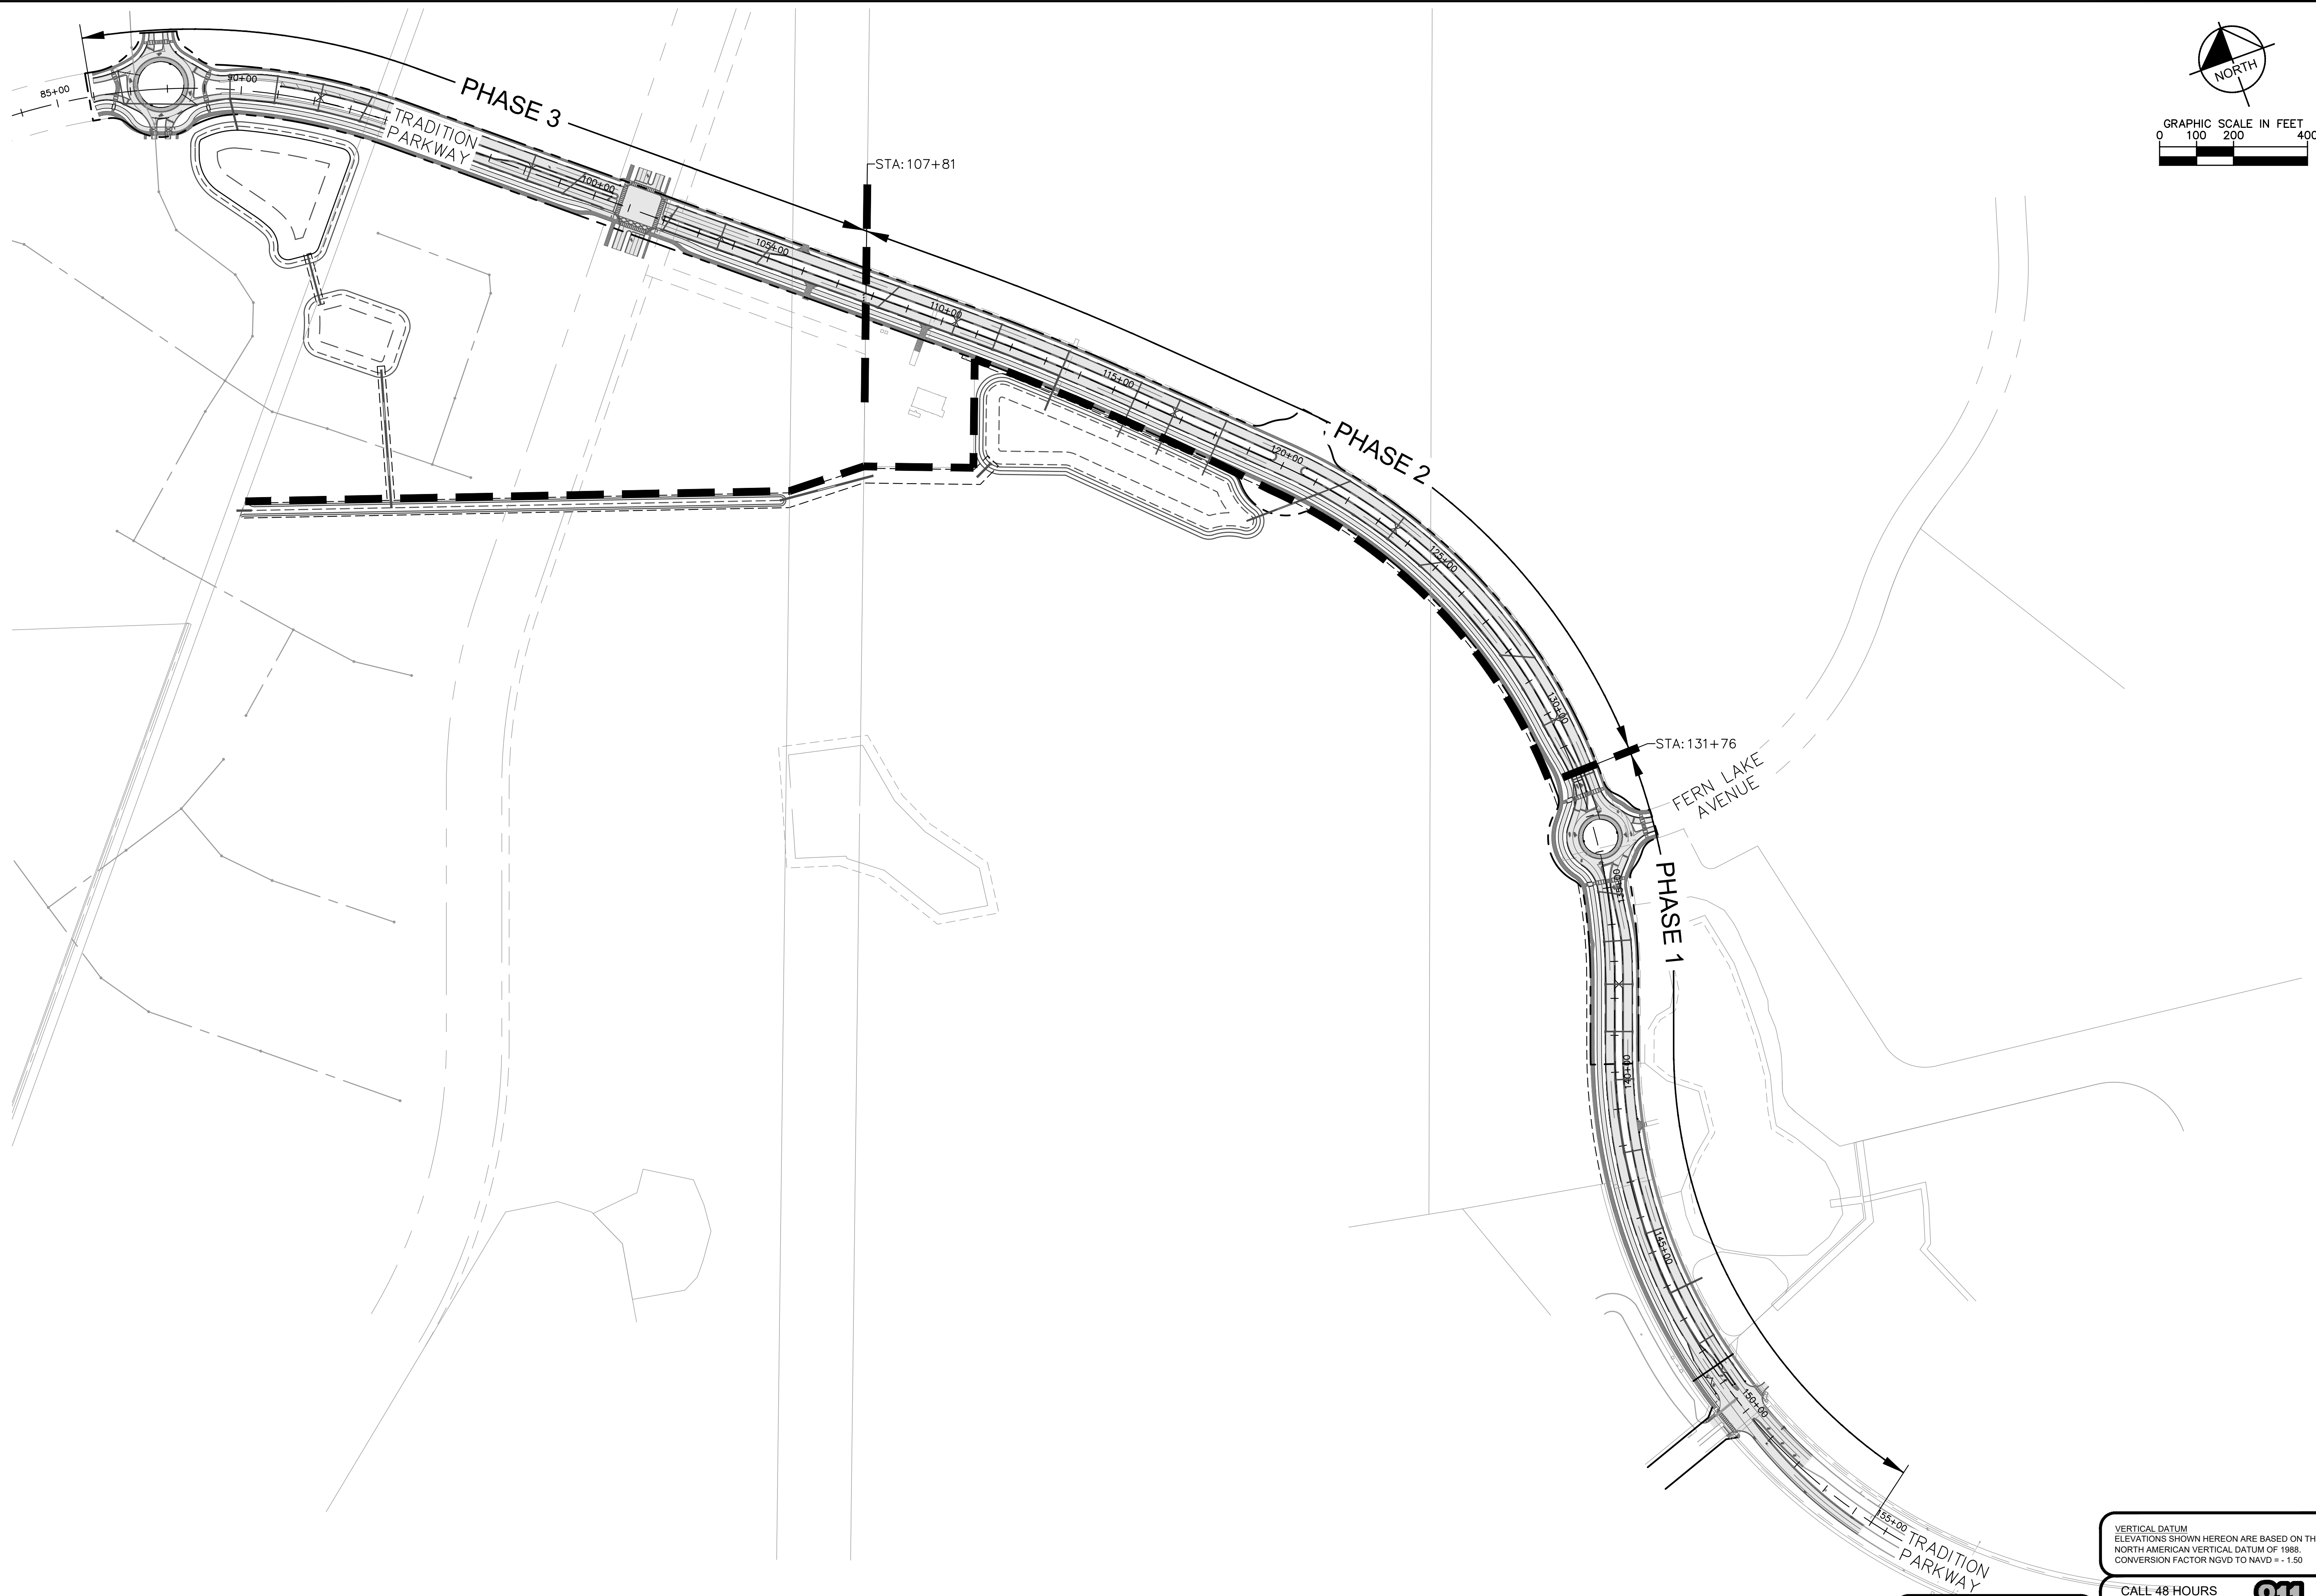 NORTH
GRAPHIC SCALE IN FEET
0 100 200 400
85+00
90+00
PHASE 3
TRADITION
PARKWAY
STA: 107+81
100+00
105+00
110+00
115+00
PHASE 2
120+00
125+00
130+00
STA: 131+76
FERN LAKE
AVENUE
PHASE 1
135+00
140+00
145+00
150+00
155+00
TRADITION
PARKWAY
VERTICAL DATUM
ELEVATIONS SHOWN HEREON ARE BASED ON TH
NORTH AMERICAN VERTICAL DATUM OF 1988.
CONVERSION FACTOR NGVD TO NAVD = - 1.50
CALL 48 HOURS
811